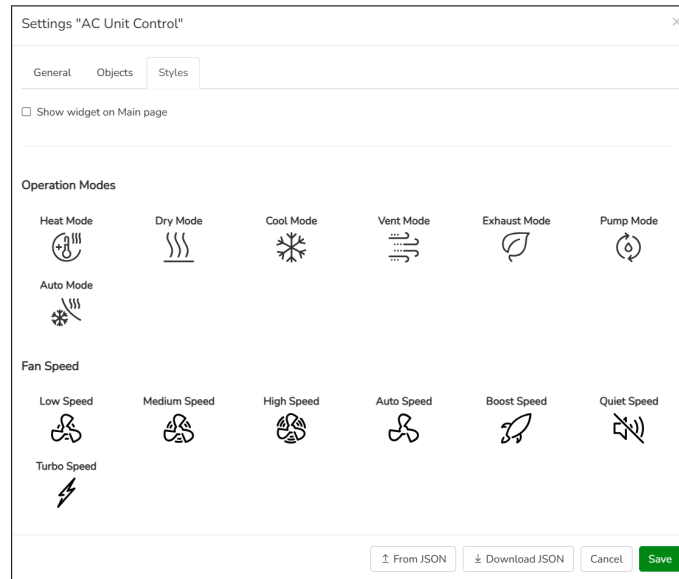 Settings "AC Unit Control"
General Objects Styles
Show widget on Main page
Operation Modes
Heat Mode Dry Mode Cool Mode Vent Mode Exhaust Mode Pump Mode
Auto Mode
Fan Speed
Low Speed Medium Speed High Speed Auto Speed Boost Speed Quiet Speed
Turbo Speed
From JSON Download JSON Cancel Save